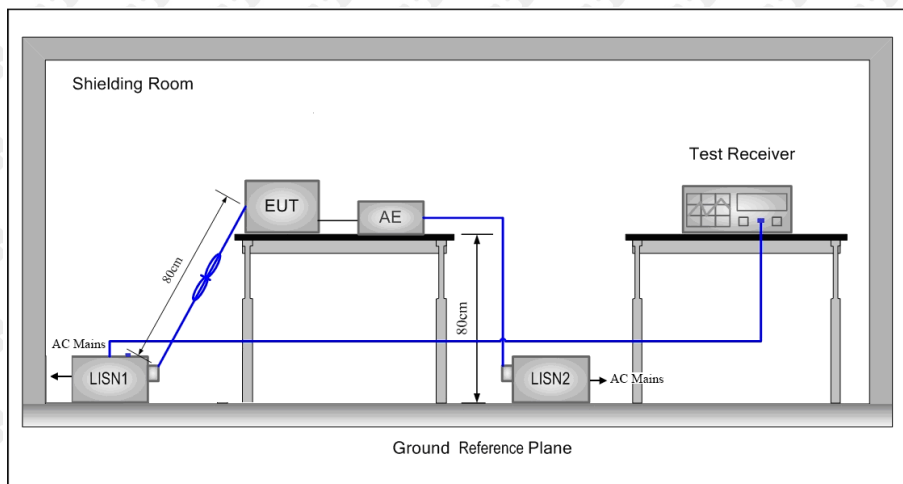 Shielding Room
Test Receiver
EUT
AE
80cm
80cm
AC Mains
LISN1
LISN2
AC Mains
Ground Reference Plane